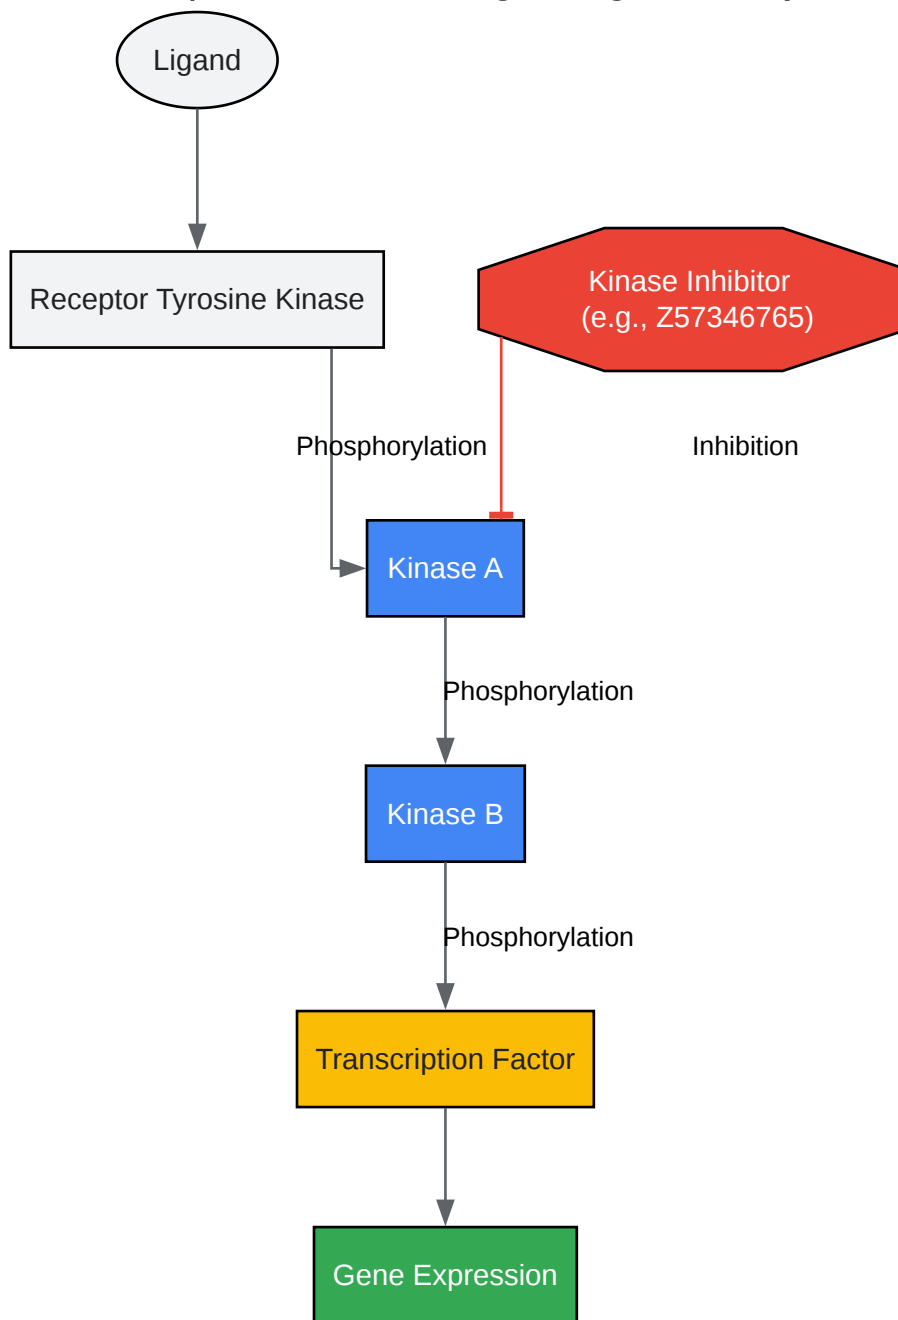 Ligand
Receptor Tyrosine Kinase
Kinase Inhibitor
(e.g., Z57346765)
Phosphorylation
Inhibition
Kinase A
Phosphorylation
Kinase B
Phosphorylation
Transcription Factor
Gene Expression